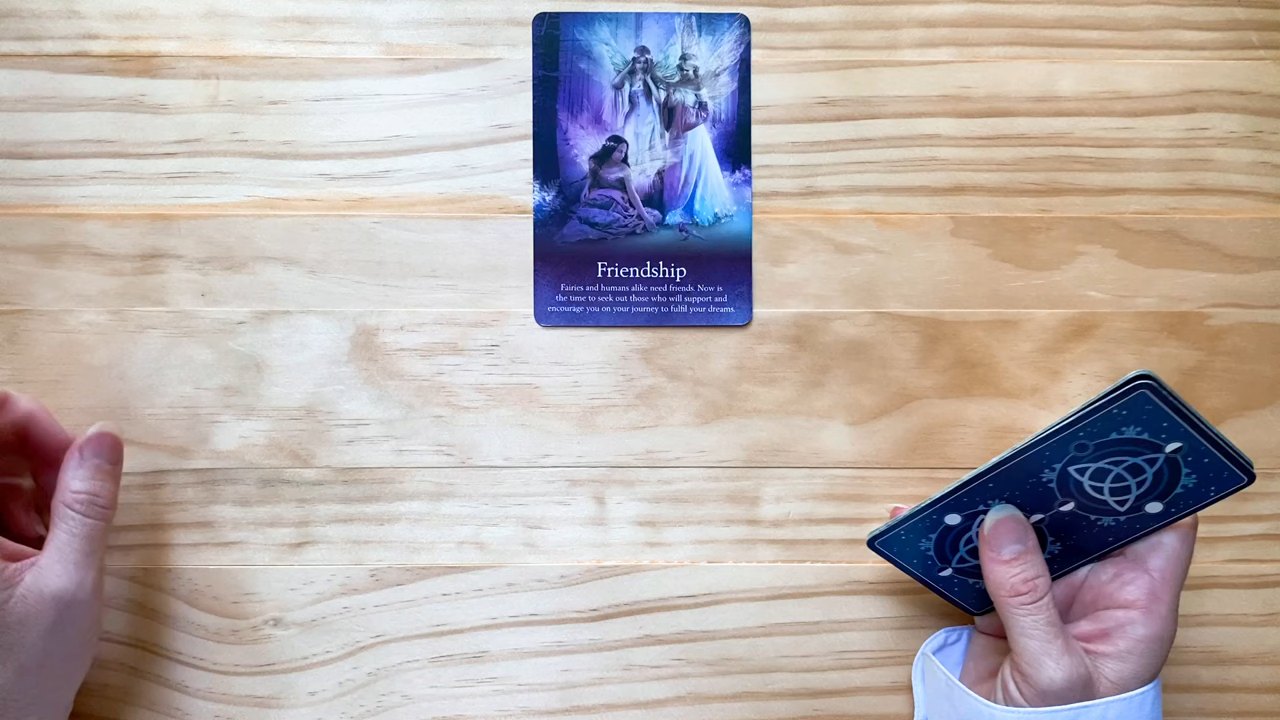 Friendship
Fairies and humans alike need friends. Now is
the time to seek out those who will support and
encourage you on your journey to fulfil your dreams.